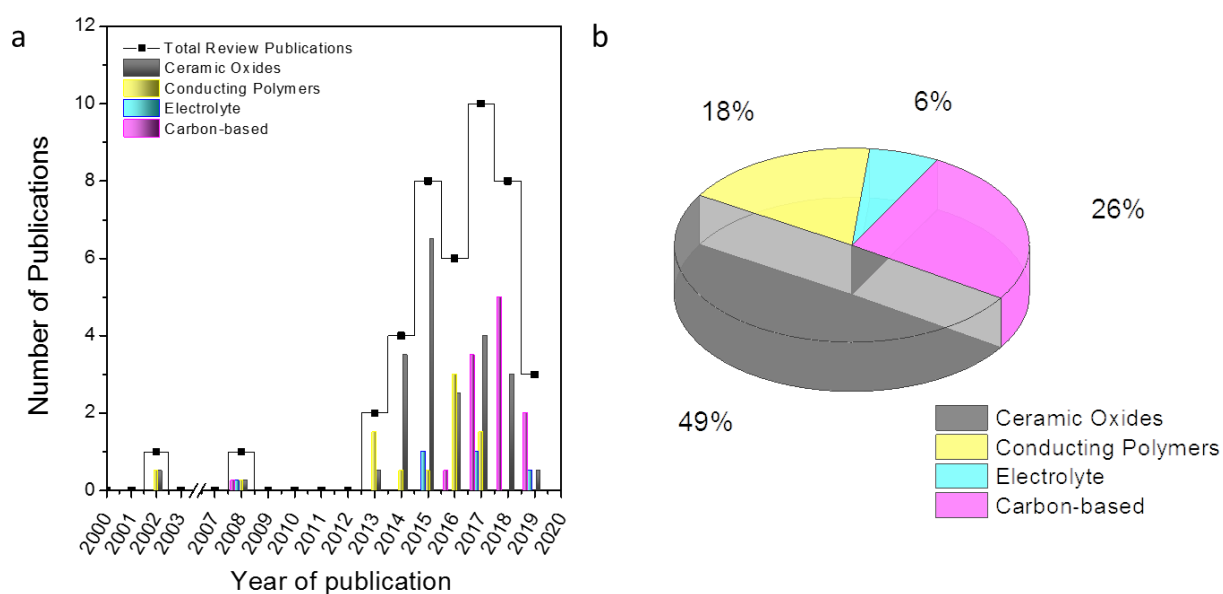 a
12
10
8
6
4
2
0
Number of Publications
Total Review Publications
Ceramic Oxides
Conducting Polymers
Electrolyte
Carbon-based
2000
2001
2002
2003
2007
2008
2009
2010
2011
2012
2013
2014
2015
2016
2017
2018
2019
2020
Year of publication
b
18%
6%
26%
49%
Ceramic Oxides
Conducting Polymers
Electrolyte
Carbon-based